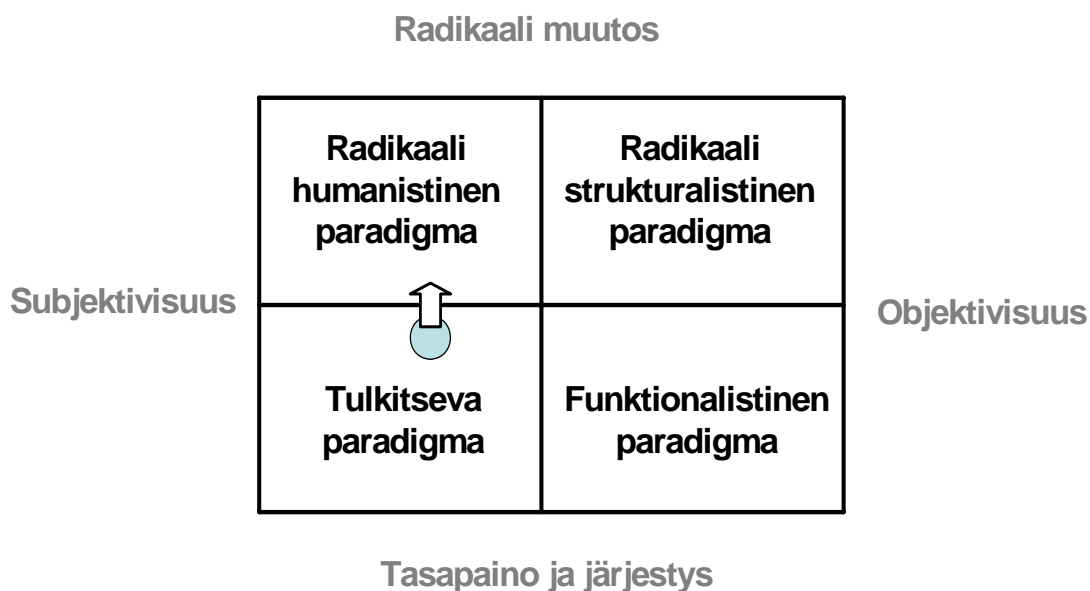 Radikaali muutos
Radikaali
humanistinen
paradigma
Radikaali
strukturalistinen
paradigma
Subjektivisuus
Objektivisuus
Tulkitseva
paradigma
Funktionalistinen
paradigma
Tasapaino ja järjestys